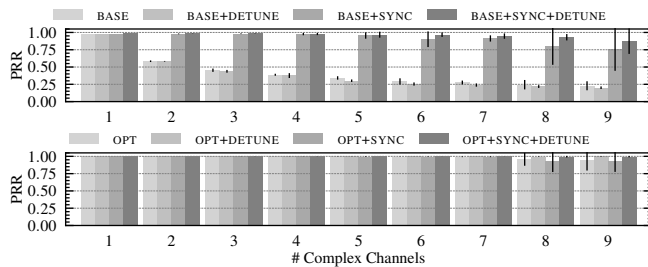 BASE BASE+DETUNE BASE+SYNC BASE+SYNC+DETUNE
1.00
0.75
0.50
0.25
0.00
PRR
1 2 3 4 5 6 7 8 9
OPT OPT+DETUNE OPT+SYNC OPT+SYNC+DETUNE
1.00
0.75
0.50
0.25
0.00
PRR
1 2 3 4 5 6 7 8 9
# Complex Channels